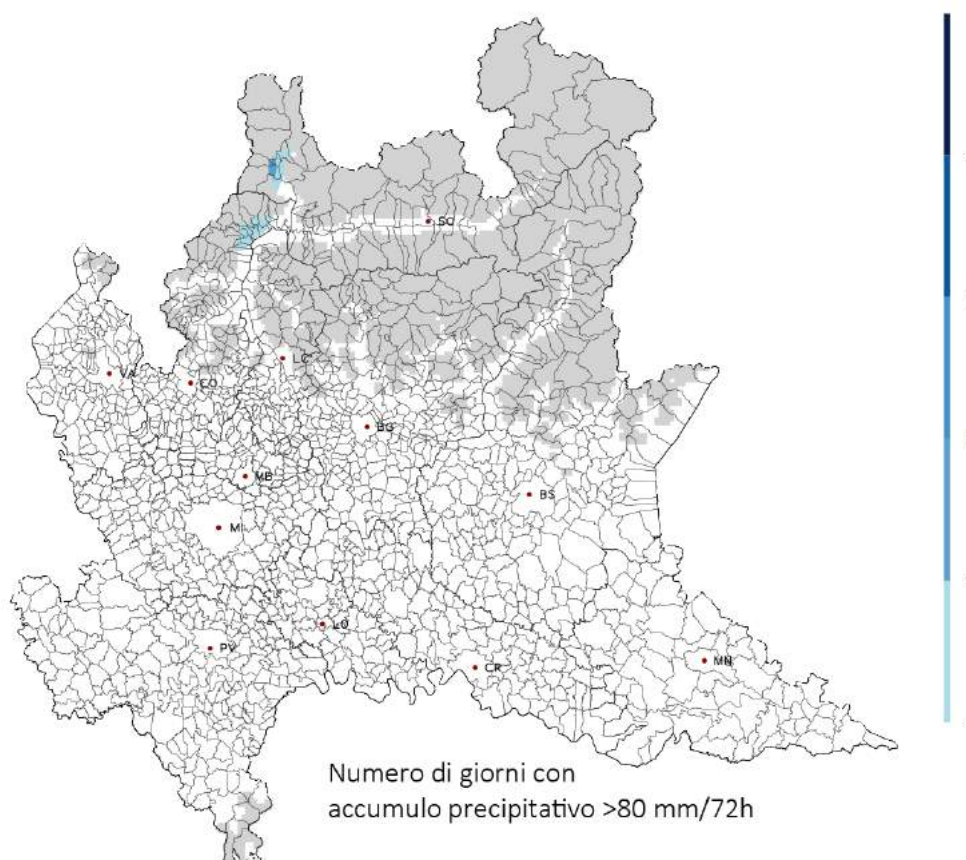 SO
LC
VA
CO
BG
MB
BS
MI
LO
PV
CR
MN
Numero di giorni con
accumulo precipitativo >80 mm/72h